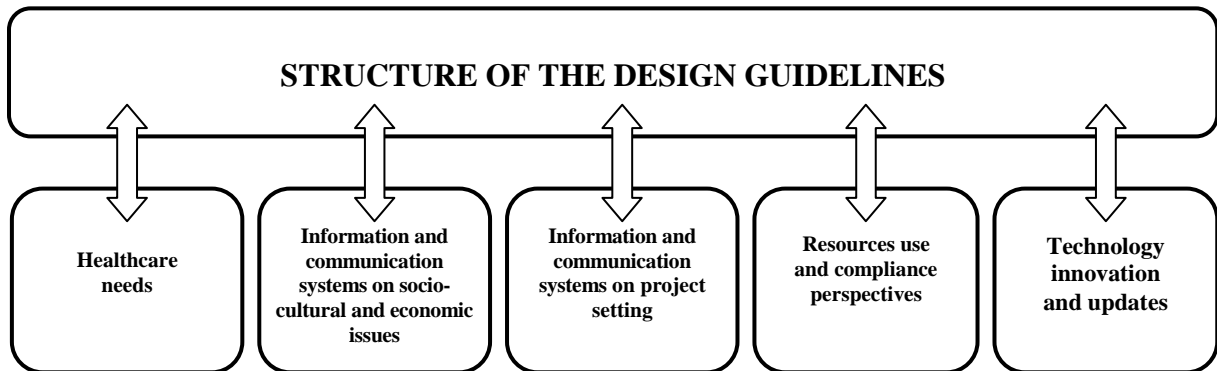 STRUCTURE OF THE DESIGN GUIDELINES
Healthcare
needs
Information and
communication
systems on socio-
cultural and economic
issues
Information and
communication
systems on project
setting
Resources use
and compliance
perspectives
Technology
innovation
and updates